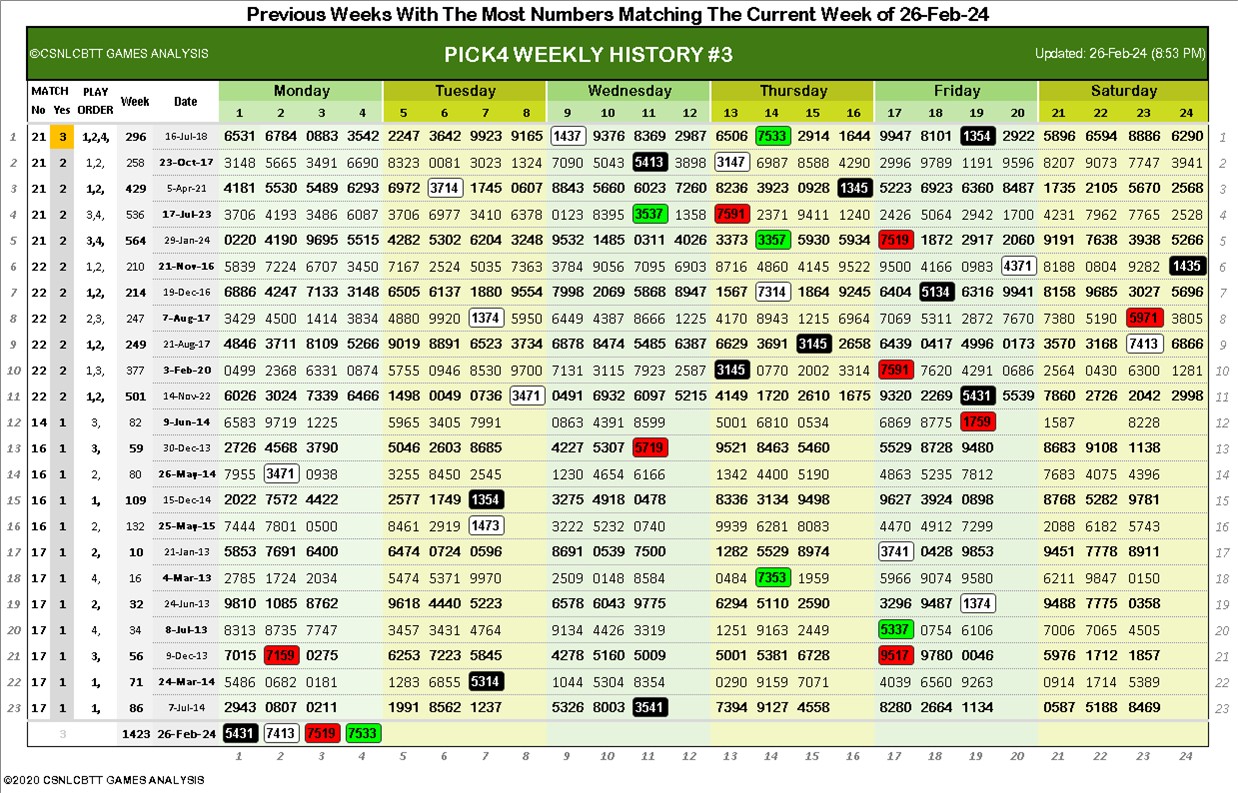 Previous Weeks With The Most Numbers Matching The Current Week of 26-Feb-24
©CSNLCBTT GAMES ANALYSIS PICK4 WEEKLY HISTORY #3 Updated: 26-Feb-24 (8:53 PM)
MATCH PLAY Week Date Monday Tuesday Wednesday Thursday Friday Saturday
No Yes ORDER 1 2 3 4 5 6 7 8 9 10 11 12 13 14 15 16 17 18 19 20 21 22 23 24
1 21 3 1,2,4, 296 16-Jul-18 6531 6784 0883 3542 2247 3642 9923 9165 1437 9376 8369 2987 6506 7533 2914 1644 9947 8101 1354 2922 5896 6594 8886 6290 1
2 21 2 1,2, 258 23-Oct-17 3148 5665 3491 6690 8323 0081 3023 1324 7090 5043 5413 3898 3147 6987 8588 4290 2996 9789 1191 9596 8207 9073 7747 3941 2
3 21 2 1,2, 429 5-Apr-21 4181 5530 5489 6293 6972 3714 1745 0607 8843 5660 6023 7260 8236 3923 0928 1345 5223 6923 6360 8487 1735 2105 5670 2568 3
4 21 2 3,4, 536 17-Jul-23 3706 4193 3486 6087 3706 6977 3410 6378 0123 8395 3537 1358 7591 2371 9411 1240 2426 5064 2942 1700 4231 7962 7765 2528 4
5 21 2 3,4, 564 29-Jan-24 0220 4190 9695 5515 4282 5302 6204 3248 9532 1485 0311 4026 3373 3357 5930 5934 7519 1872 2917 2060 9191 7638 3938 5266 5
6 22 2 1,2, 210 21-Nov-16 5839 7224 6707 3450 7167 2524 5035 7363 3784 9056 7095 6903 8716 4860 4145 9522 9500 4166 0983 4371 8188 0804 9282 1435 6
7 22 2 1,2, 214 19-Dec-16 6886 4247 7133 3148 6505 6137 1880 9554 7998 2069 5868 8947 1567 7314 1864 9245 6404 5134 6316 9941 8158 9685 3027 5696 7
8 22 2 2,3, 247 7-Aug-17 3429 4500 1414 3834 4880 9920 1374 5950 6449 4387 8666 1225 4170 8943 1215 6964 7069 5311 2872 7670 7380 5190 5971 3805 8
9 22 2 1,2, 249 21-Aug-17 4846 3711 8109 5266 9019 8891 6523 3734 6878 8474 5485 6387 6629 3691 3145 2658 6439 0417 4996 0173 3570 3168 7413 6866 9
10 22 2 1,3, 377 3-Feb-20 0499 2368 6331 0874 5755 0946 8530 9700 7131 3115 7923 2587 3145 0770 2002 3314 7591 7620 4291 0686 2564 0430 6300 1281 10
11 22 2 1,2, 501 14-Nov-22 6026 3024 7339 6466 1498 0049 0736 3471 0491 6932 6097 5215 4149 1720 2610 1675 9320 2269 5431 5539 7860 2726 2042 2998 11
12 14 1 3, 82 9-Jun-14 6583 9719 1225 5965 3405 7991 0863 4391 8599 5001 6810 0534 6869 8775 1759 1587 8228 12
13 16 1 3, 59 30-Dec-13 2726 4568 3790 5046 2603 8685 4227 5307 5719 9521 8463 5460 5529 8728 9480 8683 9108 1138 13
14 16 1 2, 80 26-May-14 7955 3471 0938 3255 8450 2545 1230 4654 6166 1342 4400 5190 4863 5235 7812 7683 4075 4396 14
15 16 1 1, 109 15-Dec-14 2022 7572 4422 2577 1749 1354 3275 4918 0478 8336 3134 9498 9627 3924 0898 8768 5282 9781 15
16 16 1 2, 132 25-May-15 7444 7801 0500 8461 2919 1473 3222 5232 0740 9939 6281 8083 4470 4912 7299 2088 6182 5743 16
17 17 1 2, 10 21-Jan-13 5853 7691 6400 6474 0724 0596 8691 0539 7500 1282 5529 8974 3741 0428 9853 9451 7778 8911 17
18 17 1 4, 16 4-Mar-13 2785 1724 2034 5474 5371 9970 2509 0148 8584 0484 7353 1959 5966 9074 9580 6211 9847 0150 18
19 17 1 2, 32 24-Jun-13 9810 1085 8762 9618 4440 5223 6578 6043 9775 6294 5110 2590 3296 9487 1374 9488 7775 0358 19
20 17 1 4, 34 8-Jul-13 8313 8735 7747 3457 3431 4764 9134 4426 3319 1251 9163 2449 5337 0754 6106 7006 7065 4505 20
21 17 1 3, 56 9-Dec-13 7015 7159 0275 6253 7223 5845 4278 5160 5009 5001 5381 6728 9517 9780 0046 5976 1712 1857 21
22 17 1 1, 71 24-Mar-14 5486 0682 0181 1283 6855 5314 1044 5304 8354 0290 9159 7071 4039 6560 9263 0914 1714 5389 22
23 17 1 1, 86 7-Jul-14 2943 0807 0211 1991 8562 1237 5326 8003 3541 7394 9127 4558 8280 2664 1134 0587 5188 8469 23
3 1423 26-Feb-24 5431 7413 7519 7533
1 2 3 4 5 6 7 8 9 10 11 12 13 14 15 16 17 18 19 20 21 22 23 24
©2020 CSNLCBTT GAMES ANALYSIS